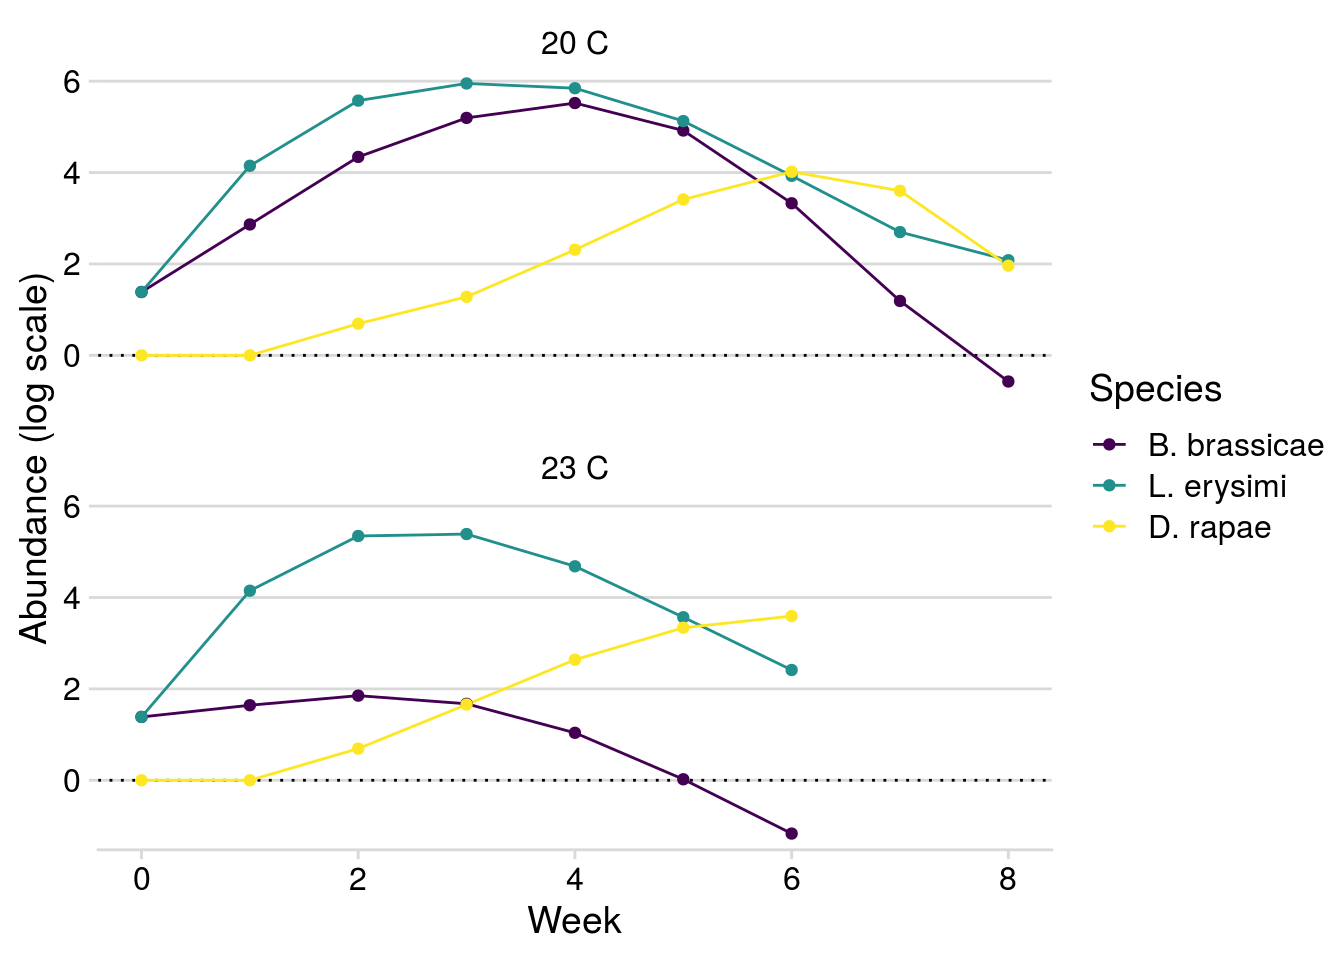 20 C
6
4
2
0
Abundance (log scale)
23 C
6
4
2
0
0 2 4 6 8
Week
Species
B. brassicae
L. erysimi
D. rapae